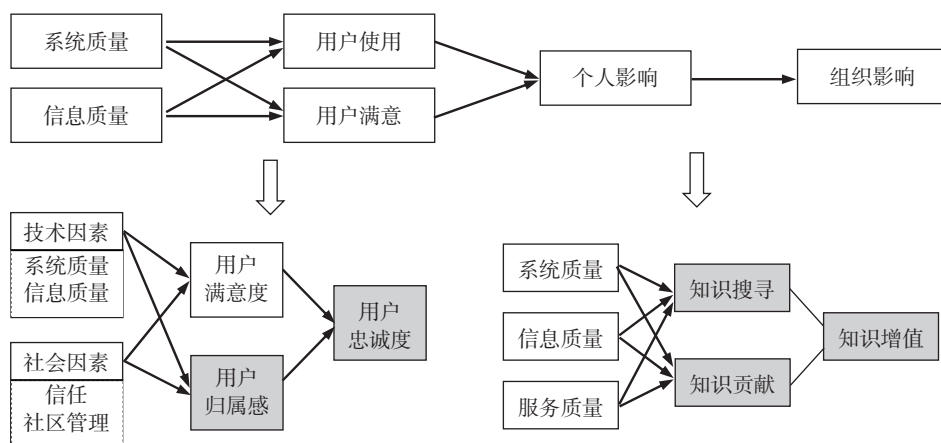 系统质量
用户使用
个人影响
组织影响
信息质量
用户满意
技术因素
系统质量
信息质量
社会因素
信任
社区管理
用户
满意度
用户
归属感
用户
忠诚度
系统质量
信息质量
服务质量
知识搜寻
知识贡献
知识增值